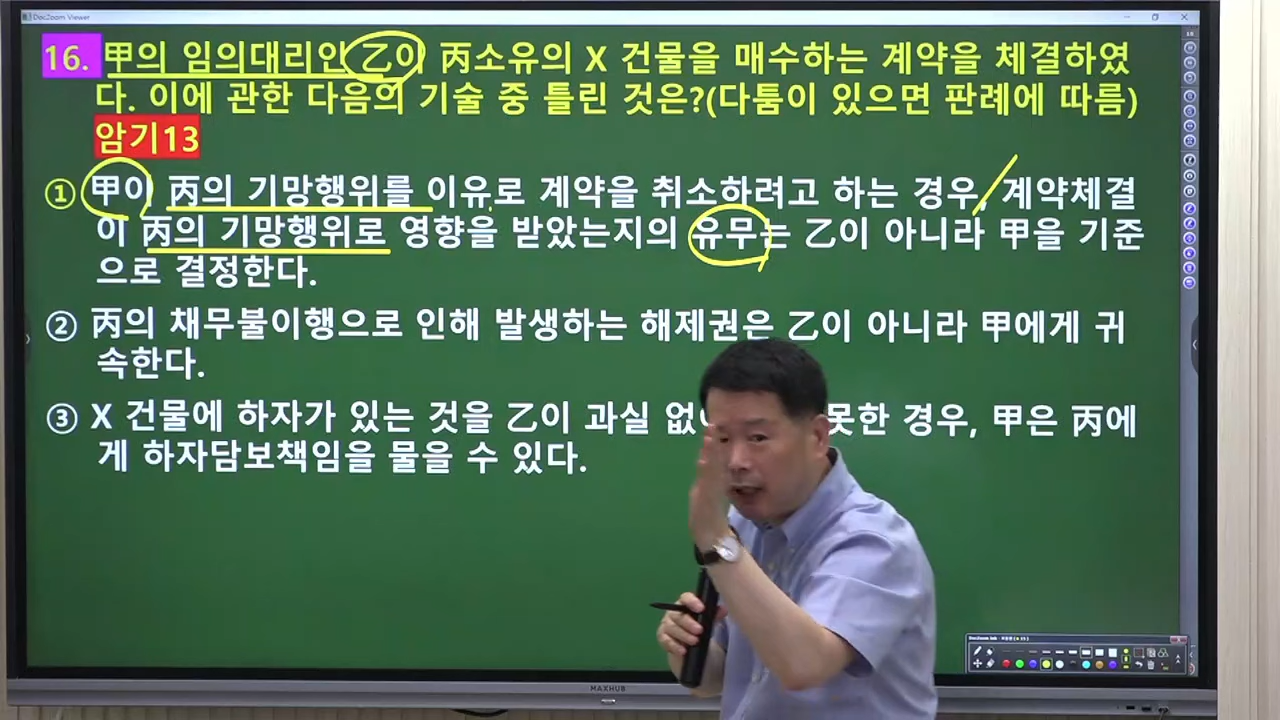 DocZoom Viewer
16. 甲의 임의대리인 乙이 丙소유의 X 건물을 매수하는 계약을 체결하였
다. 이에 관한 다음의 기술 중 틀린 것은?(다툼이 있으면 판례에 따름)
암기13
① 甲이 丙의 기망행위를 이유로 계약을 취소하려고 하는 경우, 계약체결
이 丙의 기망행위로 영향을 받았는지의 유무는 乙이 아니라 甲을 기준
으로 결정한다.
② 丙의 채무불이행으로 인해 발생하는 해제권은 乙이 아니라 甲에게 귀
속한다.
③ X 건물에 하자가 있는 것을 乙이 과실 못한 경우, 甲은 丙에
게 하자담보책임을 물을 수 있다.
MAXHUB